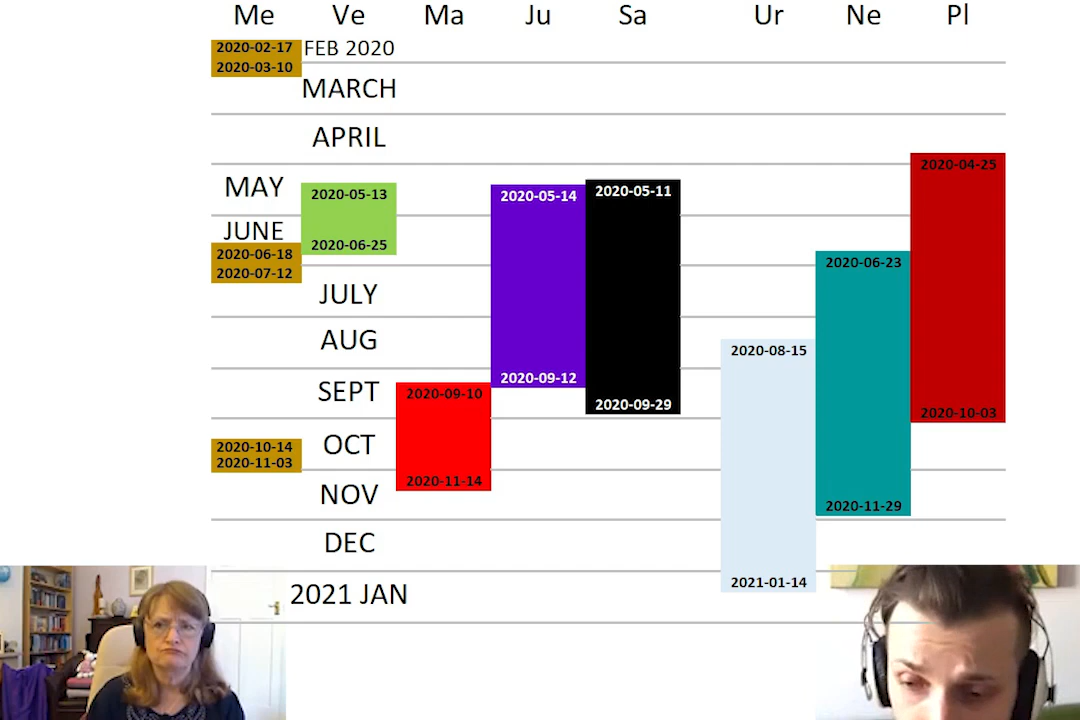 Me Ve Ma Ju Sa Ur Ne Pl
2020-02-17
2020-03-10
FEB 2020
MARCH
APRIL
2020-04-25
MAY
2020-05-13
2020-05-14
2020-05-11
JUNE
2020-06-25
2020-06-18
2020-07-12
2020-06-23
JULY
AUG
2020-08-15
2020-09-12
SEPT
2020-09-10
2020-09-29
2020-10-03
OCT
2020-10-14
2020-11-03
2020-11-14
NOV
2020-11-29
DEC
2021-01-14
2021 JAN